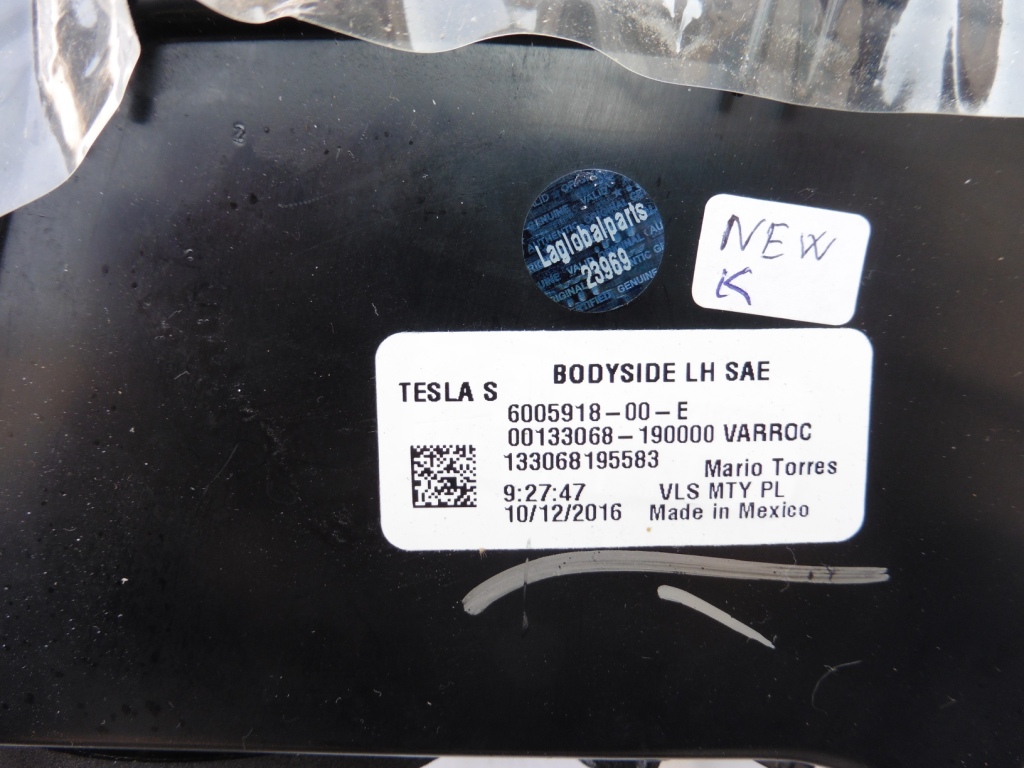 Laglobalparts
23969
NEW
K
BODYSIDE LH SAE
TESLA S
6005918-00-E
00133068-190000 VARROC
133068195583
Mario Torres
9:27:47
VLS MTY PL
10/12/2016
Made in Mexico